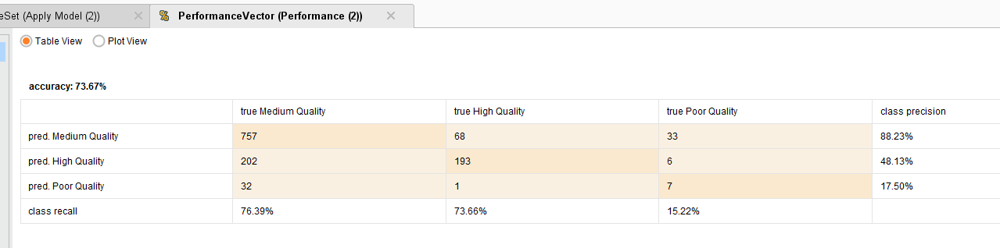 eSet (Apply Model (2))
PerformanceVector (Performance (2))
Table View
Plot View
accuracy: 73.67%
true Medium Quality true High Quality true Poor Quality class precision
pred. Medium Quality 757 68 33 88.23%
pred. High Quality 202 193 6 48.13%
pred. Poor Quality 32 1 7 17.50%
class recall 76.39% 73.66% 15.22%